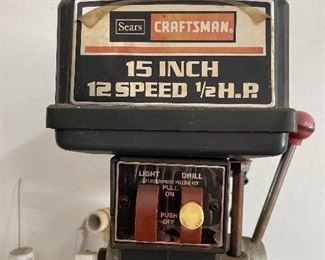 Sears CRAFTSMAN®
15 INCH
12 SPEED 1/2 H.P.
LIGHT DRILL
PULL
ON
PUSH
OFF